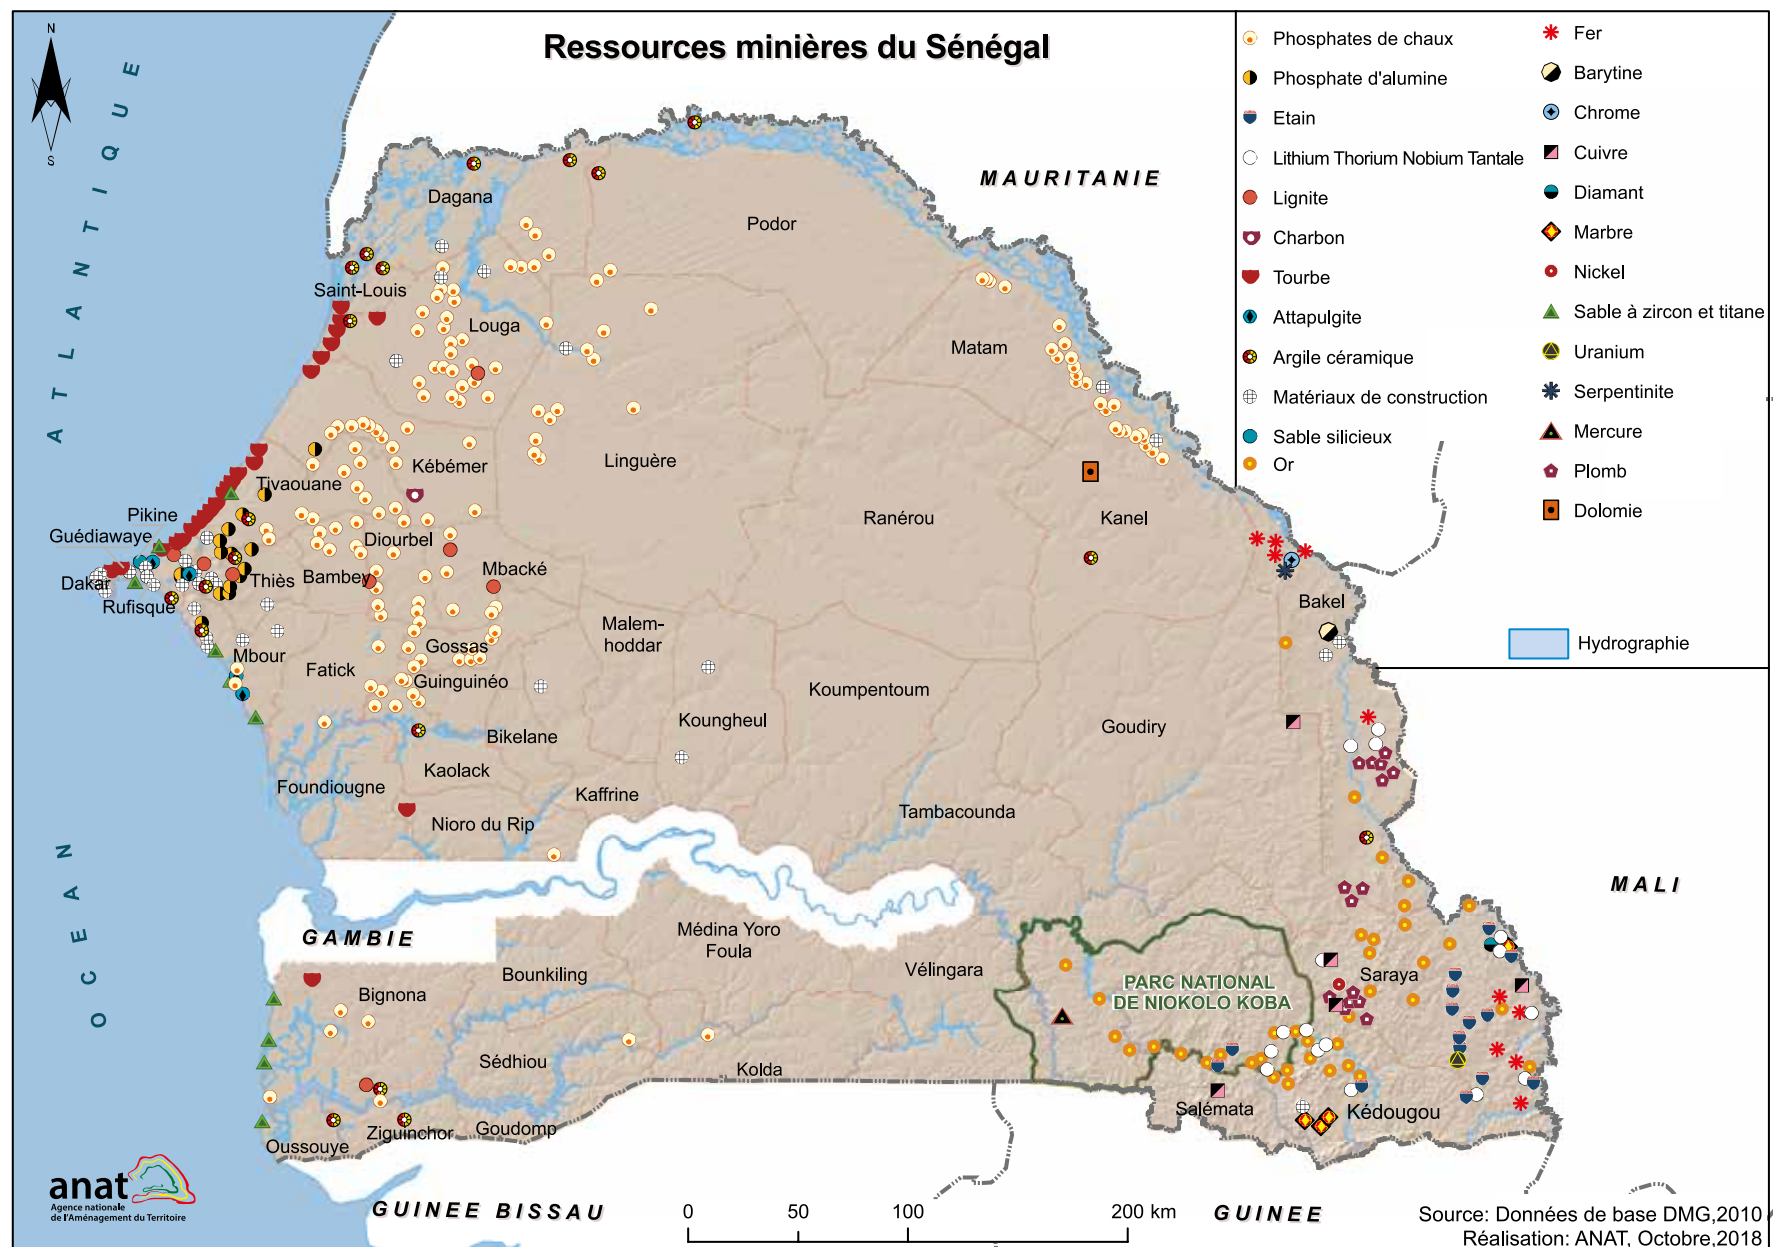 Ressources minières du Sénégal
N
S
Phosphates de chaux
Phosphate d'alumine
Etain
Lithium Thorium Nobium Tantale
Lignite
Charbon
Tourbe
Attapulgite
Argile céramique
Matériaux de construction
Sable silicieux
Or
Fer
Barytine
Chrome
Cuivre
Diamant
Marbre
Nickel
Sable à zircon et titane
Uranium
Serpentinite
Mercure
Plomb
Dolomie
Hydrographie
OCEAN ATLANTIQUE
MAURITANIE
MALI
GAMBIE
GUINEE BISSAU
GUINEE
Dagana
Podor
Saint-Louis
Louga
Matam
Kébémer
Linguère
Tivaouane
Pikine
Guédiawaye
Ranérou
Kanel
Diourbel
Mbacké
Dakar
Thiès
Bambey
Rufisque
Bakel
Malem-
hoddar
Mbour
Fatick
Gossas
Guinguinéo
Koumpentoum
Koungheul
Goudiry
Bikelane
Kaolack
Foundiougne
Kaffrine
Nioro du Rip
Tambacounda
Médina Yoro
Foula
Bounkiling
Vélingara
Bignona
PARC NATIONAL
DE NIOKOLO KOBA
Saraya
Sédhiou
Kolda
Salémata
Kédougou
Ziguinchor
Goudomp
Oussouye
anat
Agence nationale
de l'Aménagement du Territoire
0 50 100 200 km
Source: Données de base DMG,2010
Réalisation: ANAT, Octobre,2018